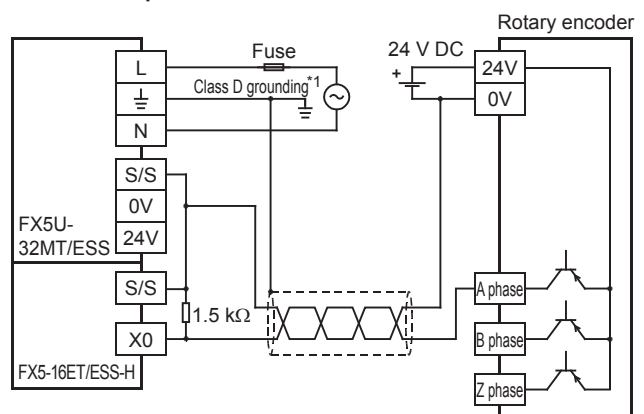 Rotary encoder
L
Fuse
24 V DC
+
24V
Class D grounding*1
0V
N
S/S
0V
24V
FX5U-
32MT/ESS
S/S
1.5 kΩ
X0
FX5-16ET/ESS-H
A phase
B phase
Z phase